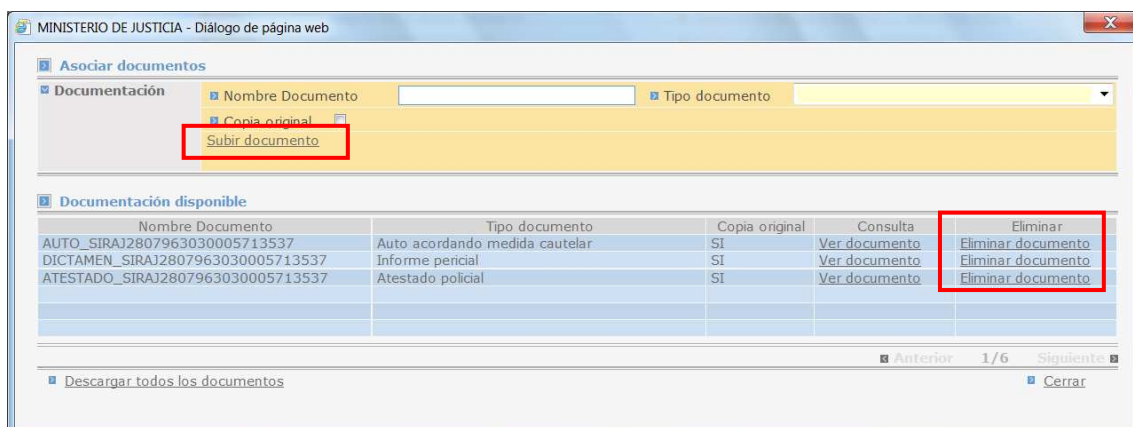 MINISTERIO DE JUSTICIA - Diálogo de página web
X
Asociar documentos
Documentación Nombre Documento Tipo documento
Copia original
Subir documento
Documentación disponible
Nombre Documento Tipo documento Copia original Consulta Eliminar
AUTO_SIRAJ2807963030005713537 Auto acordando medida cautelar SI Ver documento Eliminar documento
DICTAMEN_SIRAJ2807963030005713537 Informe pericial SI Ver documento Eliminar documento
ATESTADO_SIRAJ2807963030005713537 Atestado policial SI Ver documento Eliminar documento
Anterior 1/6 Siguiente
Descargar todos los documentos Cerrar